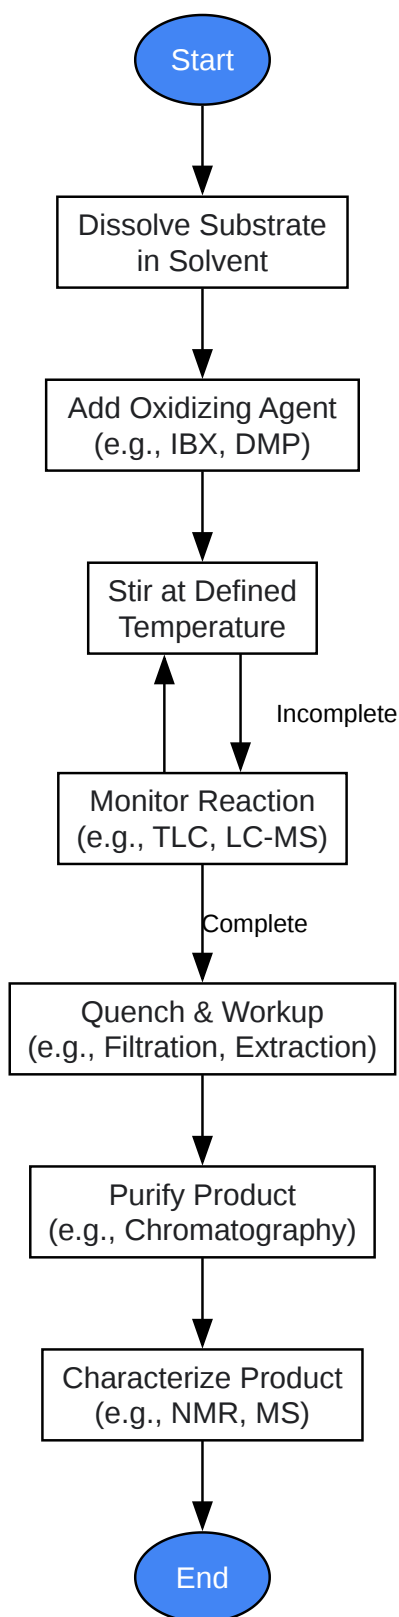 Start
Dissolve Substrate
in Solvent
Add Oxidizing Agent
(e.g., IBX, DMP)
Stir at Defined
Temperature
Incomplete
Monitor Reaction
(e.g., TLC, LC-MS)
Complete
Quench & Workup
(e.g., Filtration, Extraction)
Purify Product
(e.g., Chromatography)
Characterize Product
(e.g., NMR, MS)
End